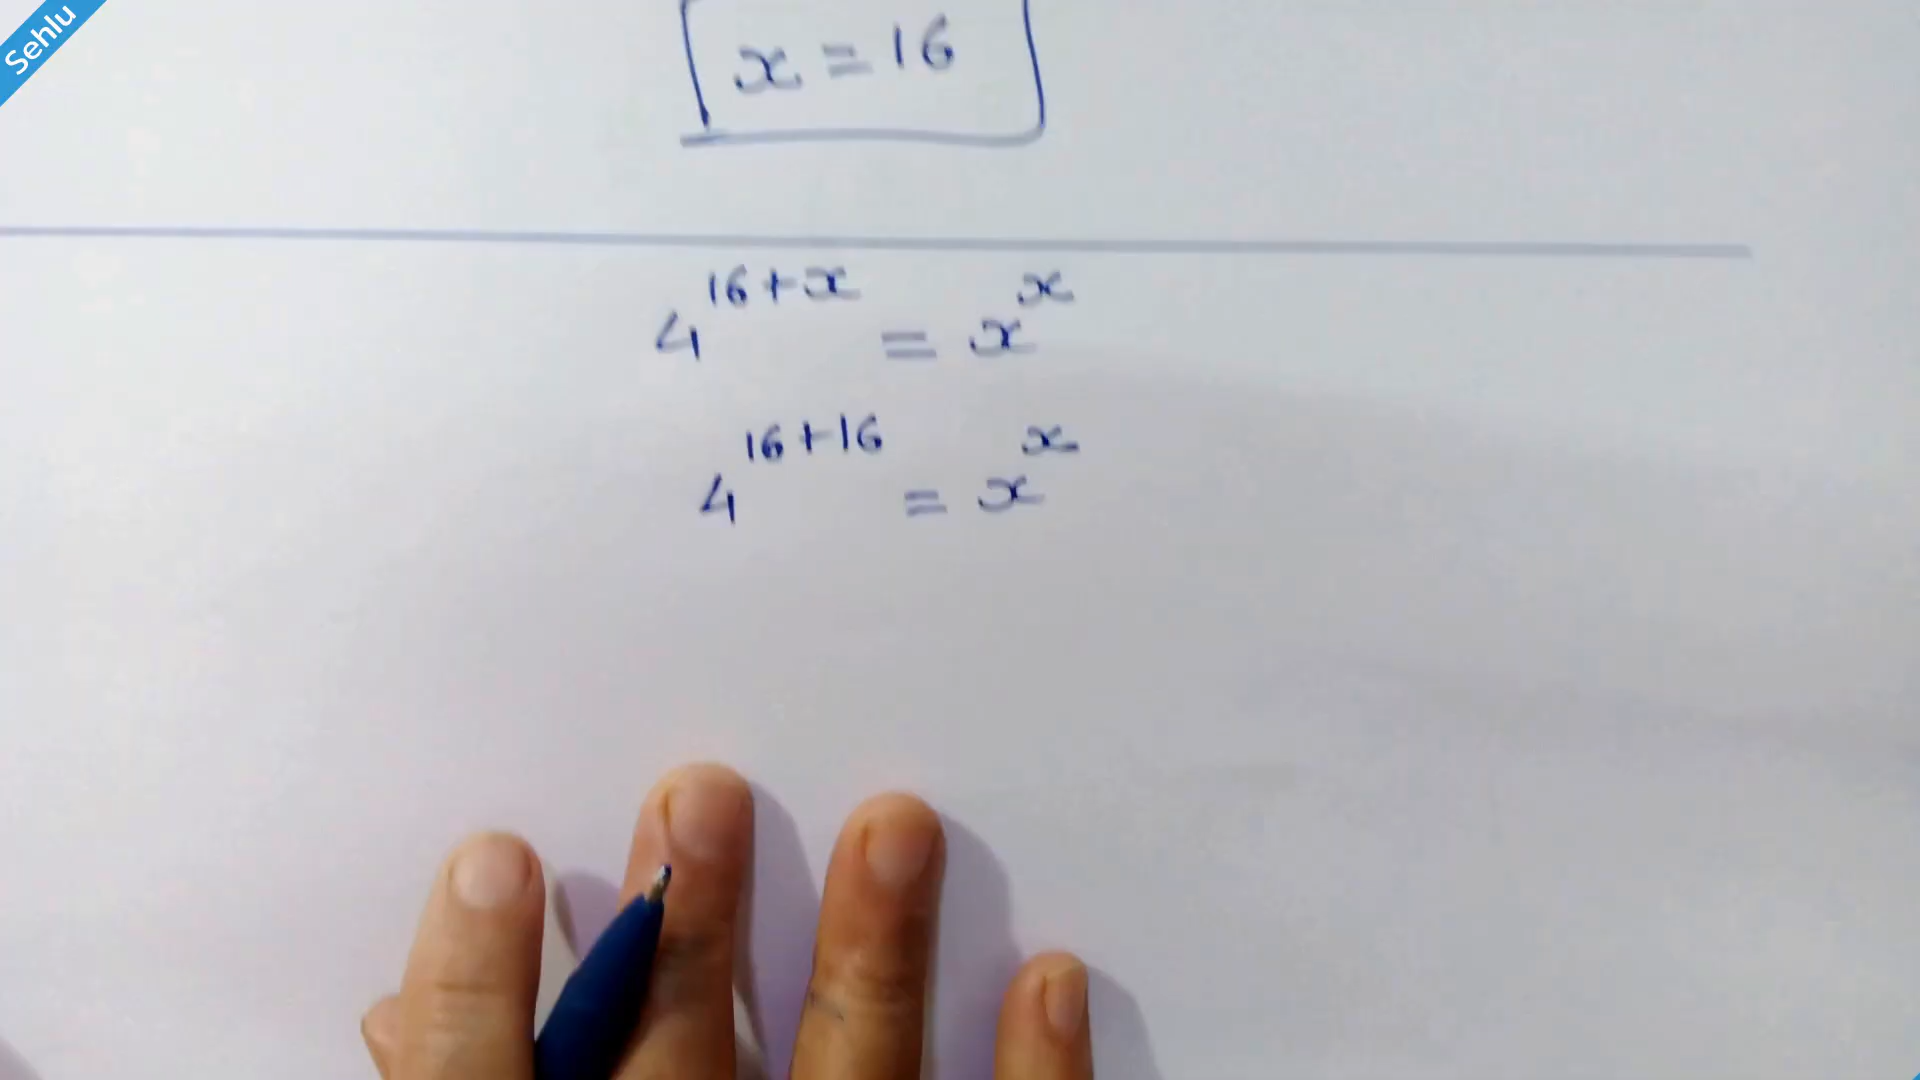 Sehlu
x = 16
4^{16+x} = x^x
4^{16+16} = x^x